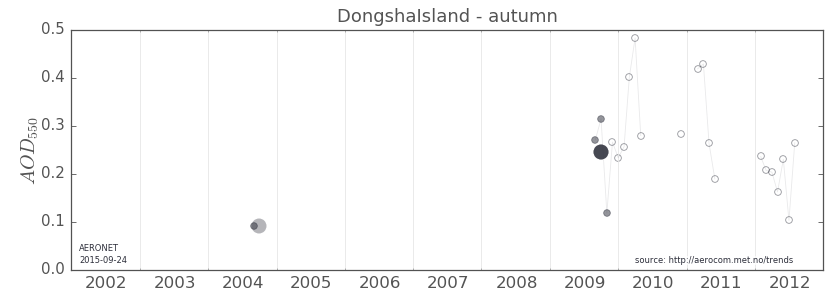 DongshaIsland - autumn
0.5
0.4
0.3
0.2
0.1
0.0
AOD550
AERONET
2015-09-24
source: http://aerocom.met.no/trends
2002 2003 2004 2005 2006 2007 2008 2009 2010 2011 2012